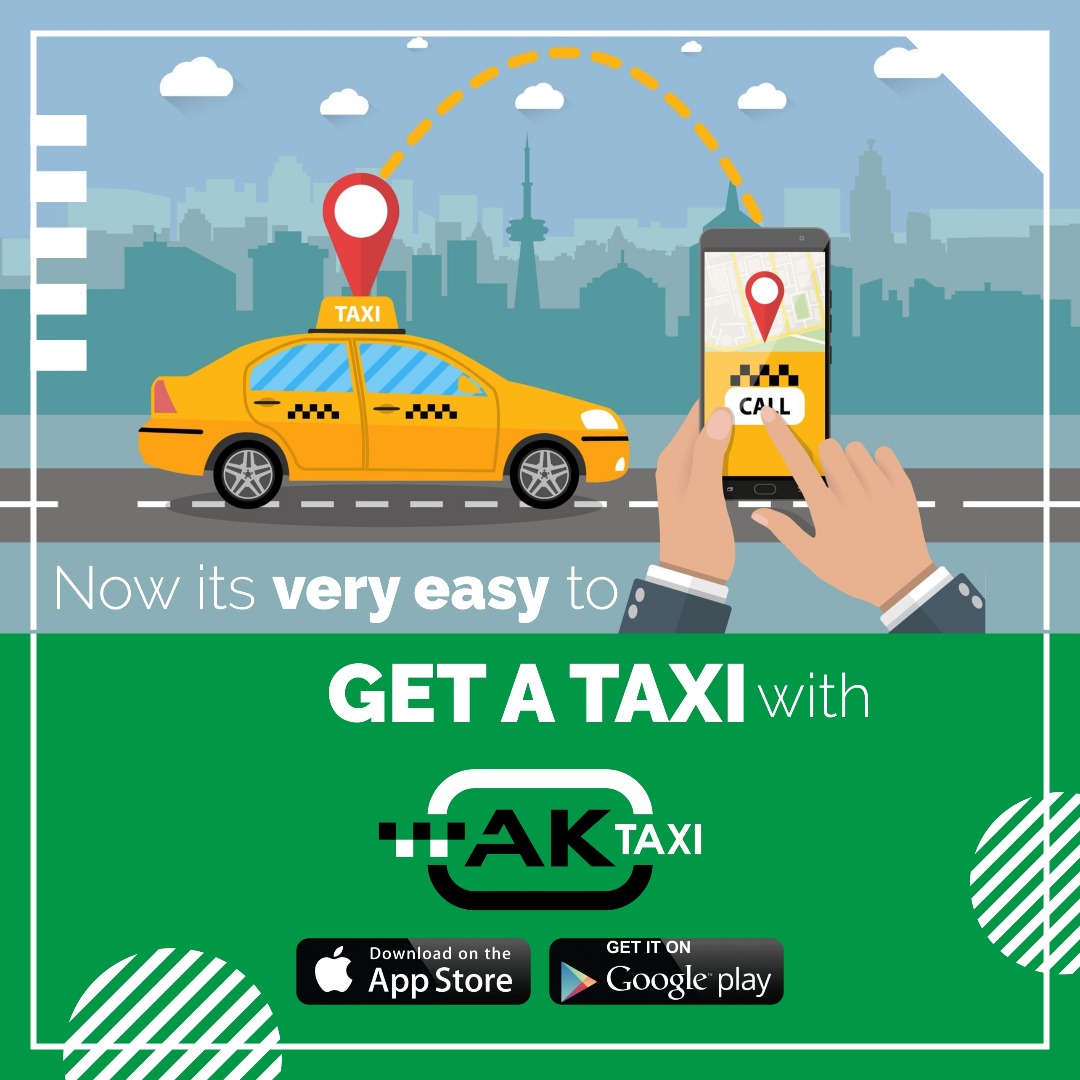 TAXI
CALL
Now its very easy to
GET A TAXI with
AK TAXI
Download on the
App Store
GET IT ON
Google play